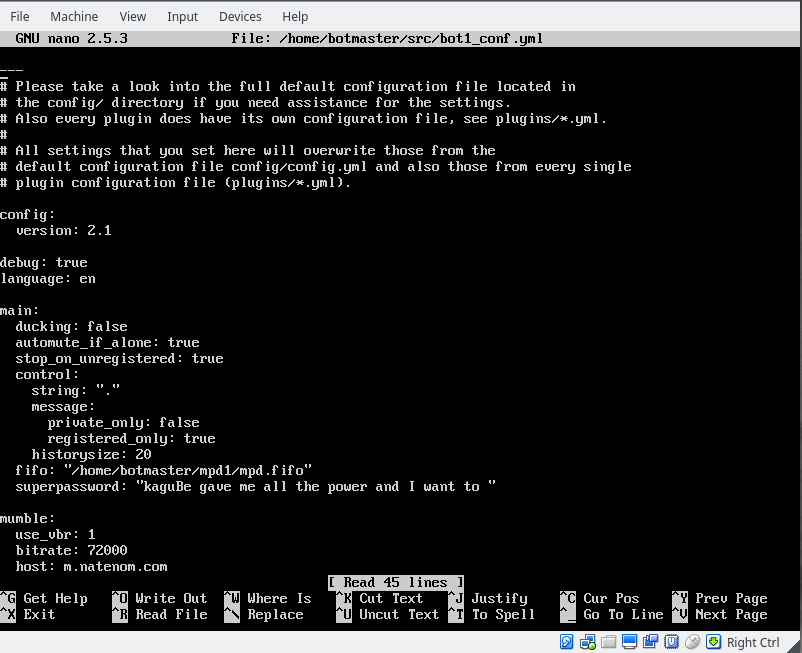 File Machine View Input Devices Help
GNU nano 2.5.3 File: /home/botmaster/src/bot1_conf.yml
---
# Please take a look into the full default configuration file located in
# the config/ directory if you need assistance for the settings.
# Also every plugin does have its own configuration file, see plugins/*.yml.
#
# All settings that you set here will overwrite those from the
# default configuration file config/config.yml and also those from every single
# plugin configuration file (plugins/*.yml).
config:
  version: 2.1
debug: true
language: en
main:
  ducking: false
  automute_if_alone: true
  stop_on_unregistered: true
  control:
    string: "."
    message:
      private_only: false
      registered_only: true
    historysize: 20
  fifo: "/home/botmaster/mpd1/mpd.fifo"
  superpassword: "kaguBe gave me all the power and I want to "
mumble:
  use_vbr: 1
  bitrate: 72000
  host: m.natenom.com
[ Read 45 lines ]
^G Get Help ^O Write Out ^W Where Is ^K Cut Text ^J Justify ^C Cur Pos ^Y Prev Page
^X Exit ^R Read File ^\ Replace ^U Uncut Text ^T To Spell ^_ Go To Line ^V Next Page
Right Ctrl